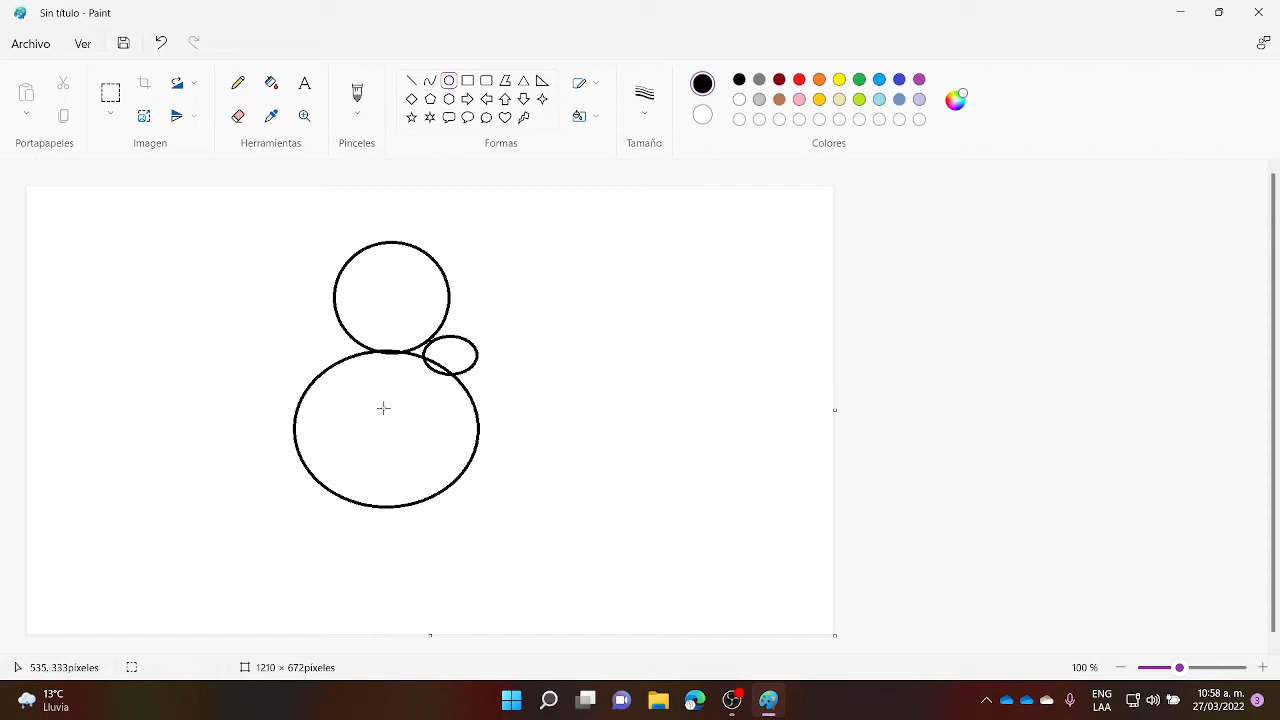 Sin título - Paint
Archivo Ver
A
Portapapeles Imagen Herramientas Pinceles Formas Tamaño Colores
535, 333píxeles 1210 × 672píxeles 100 %
13°C
Lluvia
ENG
LAA
10:58 a. m.
27/03/2022
3